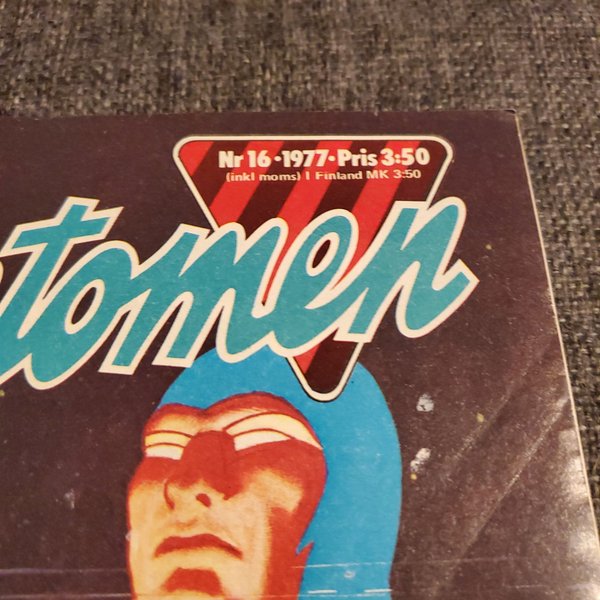 Nr 16 • 1977 • Pris 3:50
(inkl moms) I Finland MK 3:50
tomen